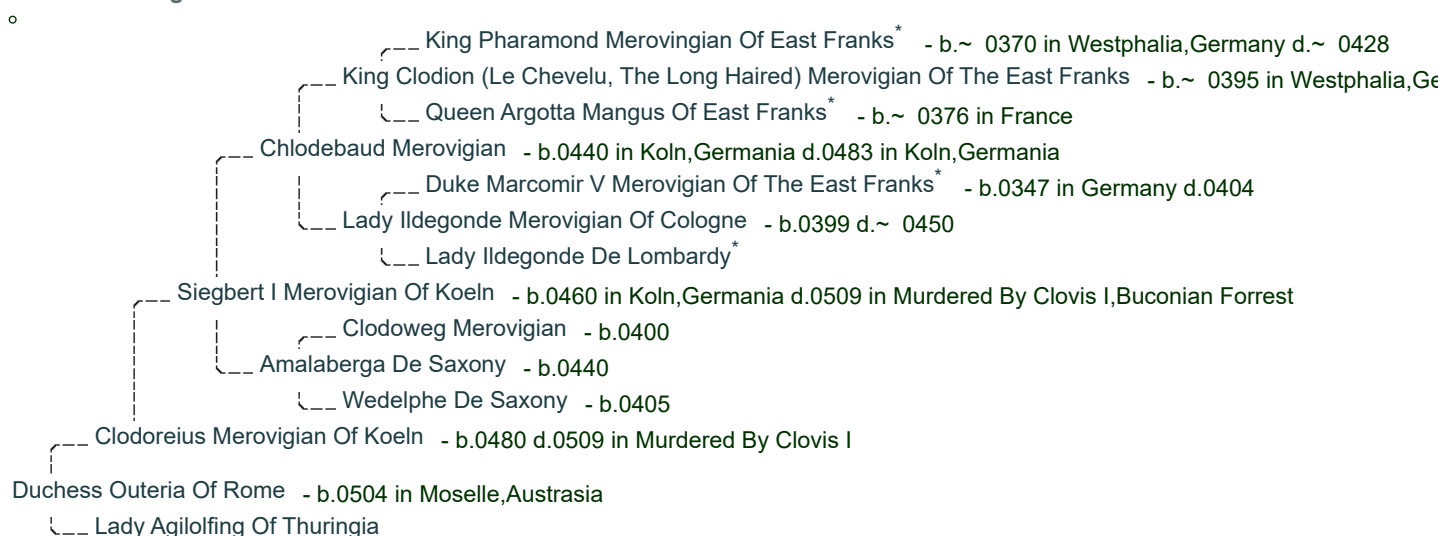 King Pharamond Merovingian Of East Franks* - b.~ 0370 in Westphalia,Germany d.~ 0428
King Clodion (Le Chevelu, The Long Haired) Merovigian Of The East Franks - b.~ 0395 in Westphalia,Ge
Queen Argotta Mangus Of East Franks* - b.~ 0376 in France
Chlodebaud Merovigian - b.0440 in Koln,Germania d.0483 in Koln,Germania
Duke Marcomir V Merovigian Of The East Franks* - b.0347 in Germany d.0404
Lady Ildegonde Merovigian Of Cologne - b.0399 d.~ 0450
Lady Ildegonde De Lombardy*
Siegbert I Merovigian Of Koeln - b.0460 in Koln,Germania d.0509 in Murdered By Clovis I,Buconian Forrest
Clodoweg Merovigian - b.0400
Amalaberga De Saxony - b.0440
Wedelphe De Saxony - b.0405
Clodoreius Merovigian Of Koeln - b.0480 d.0509 in Murdered By Clovis I
Duchess Outeria Of Rome - b.0504 in Moselle,Austrasia
Lady Agilolfing Of Thuringia